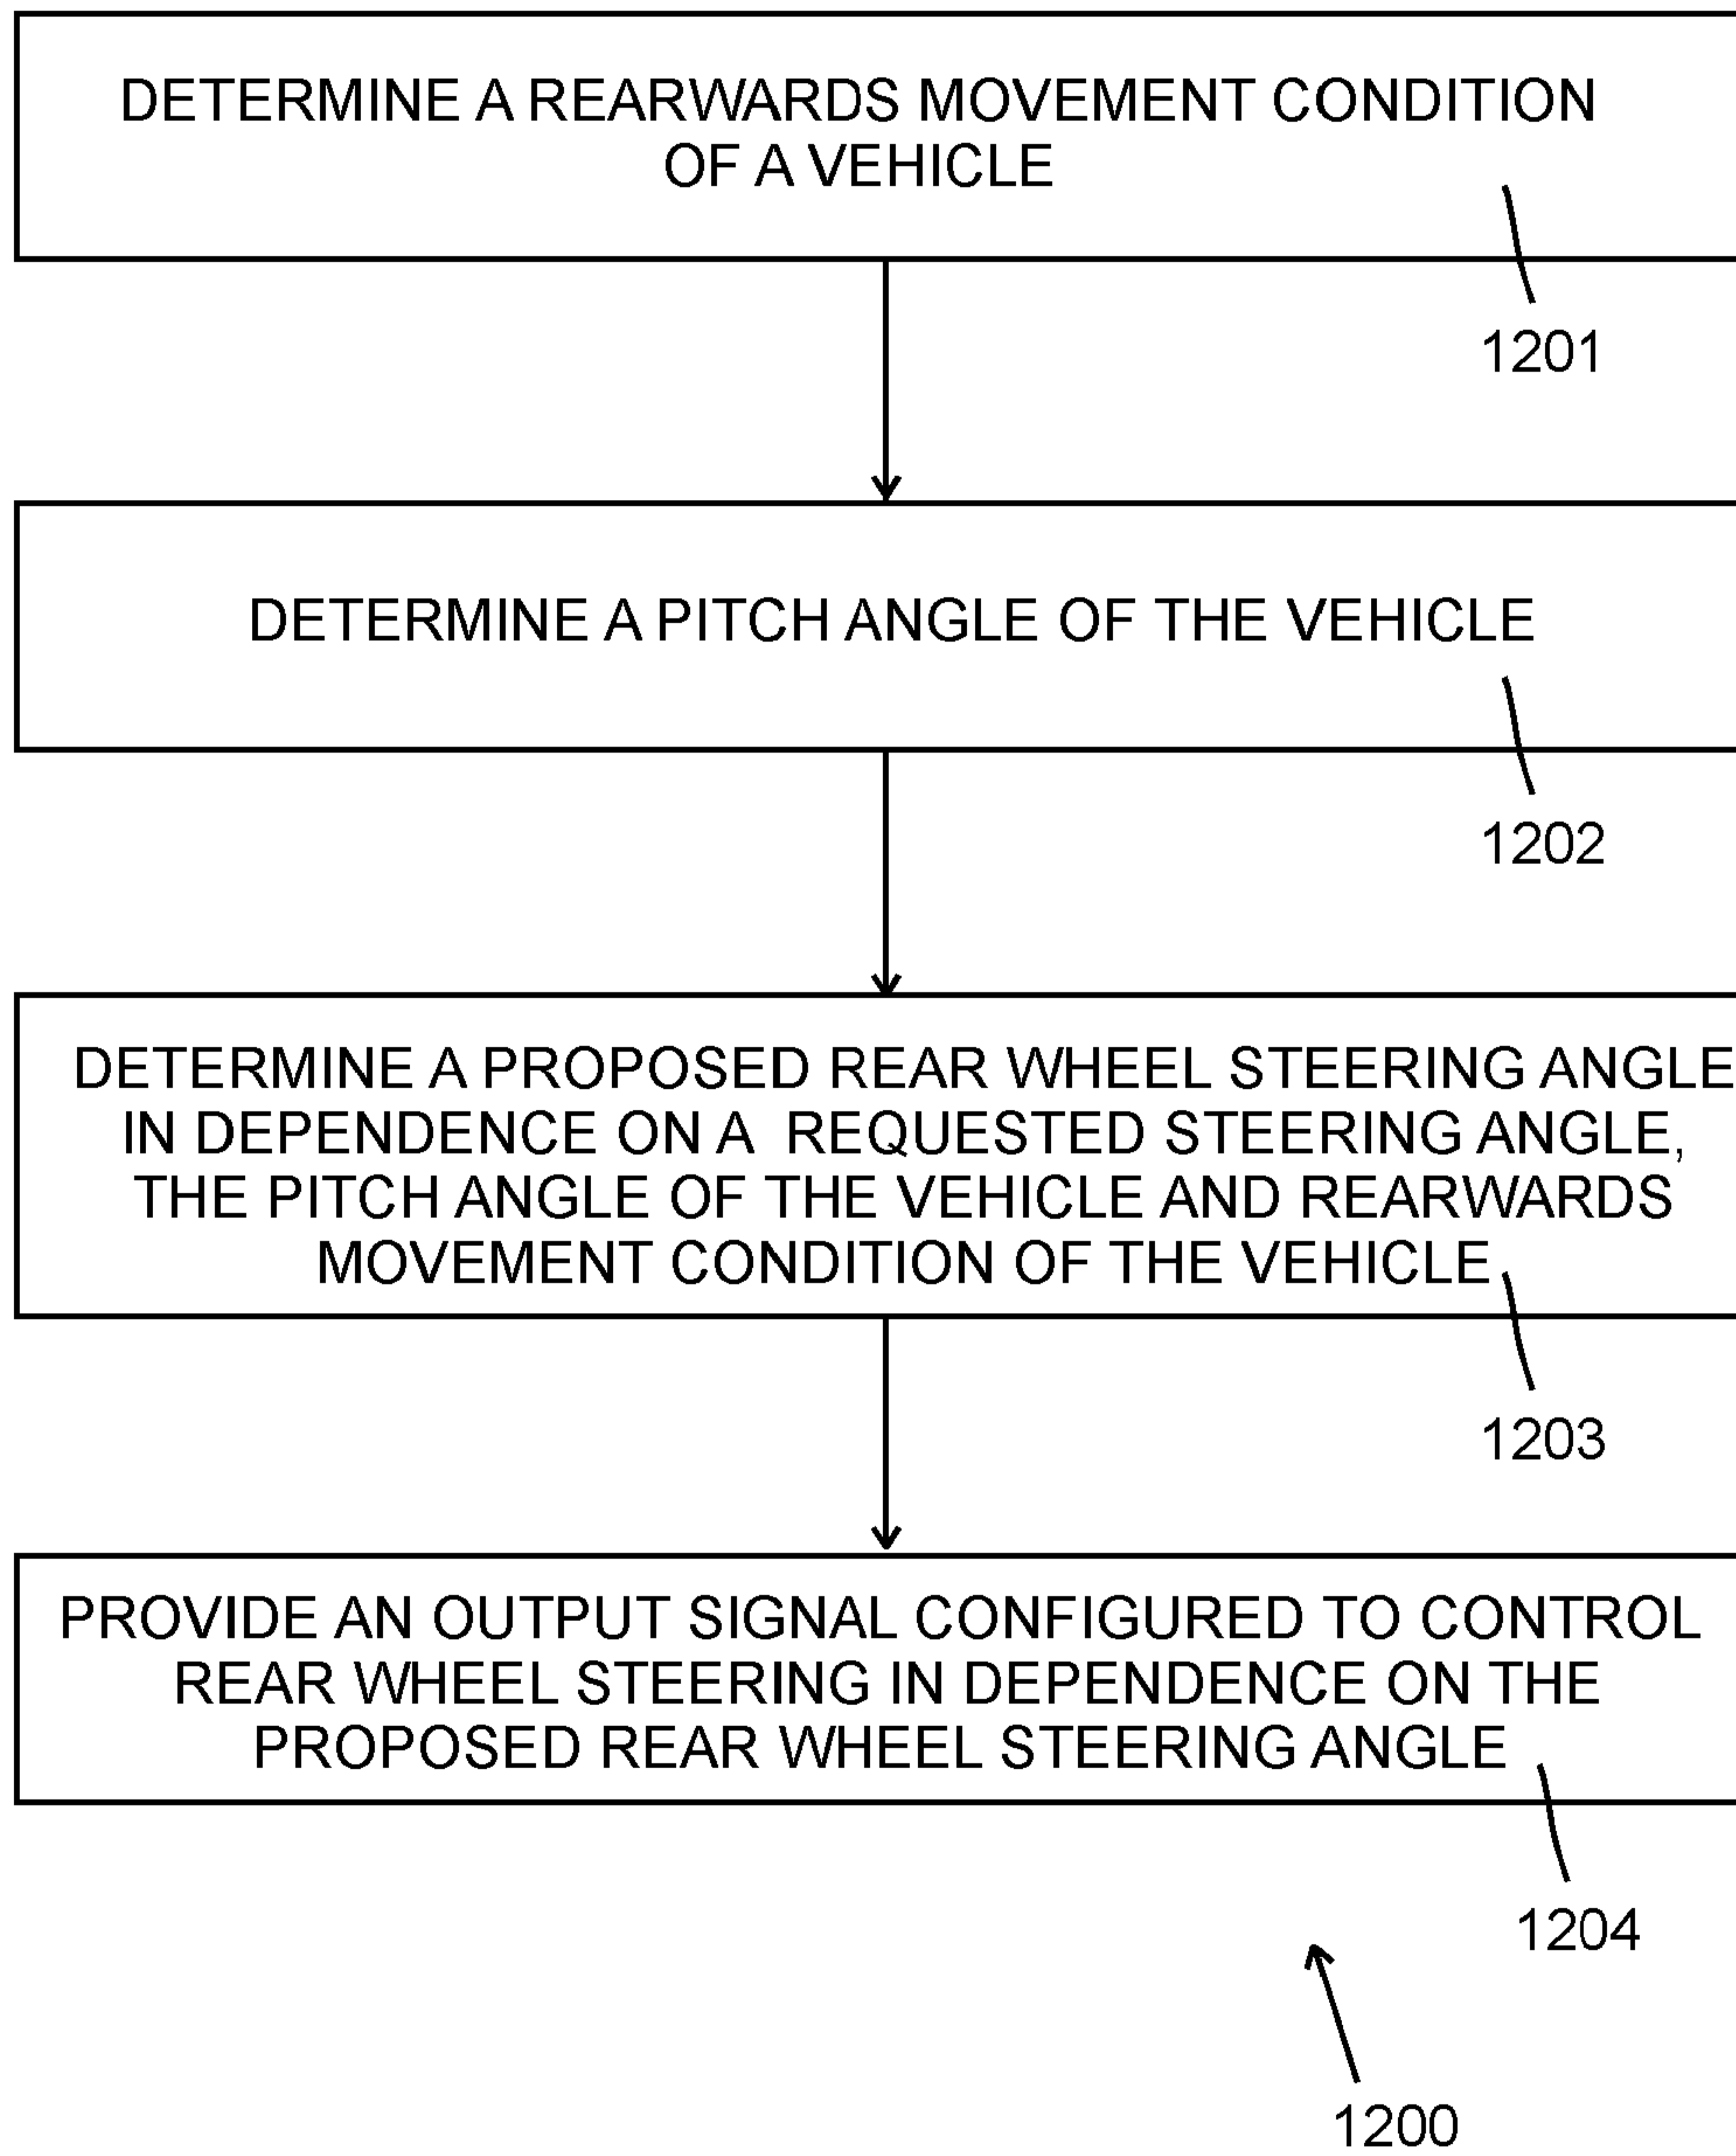 DETERMINE A REARWARDS MOVEMENT CONDITION
OF A VEHICLE
1201
DETERMINE A PITCH ANGLE OF THE VEHICLE
1202
DETERMINE A PROPOSED REAR WHEEL STEERING ANGLE
IN DEPENDENCE ON A REQUESTED STEERING ANGLE,
THE PITCH ANGLE OF THE VEHICLE AND REARWARDS
MOVEMENT CONDITION OF THE VEHICLE
1203
PROVIDE AN OUTPUT SIGNAL CONFIGURED TO CONTROL
REAR WHEEL STEERING IN DEPENDENCE ON THE
PROPOSED REAR WHEEL STEERING ANGLE
1204
1200